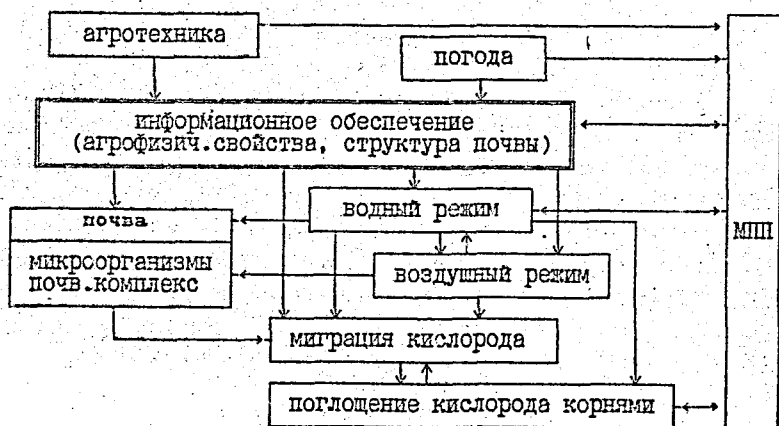 агротехника
погода
информационное обеспечение
(агрофизич.свойства, структура почвы)
почва
водный режим
МПП
микроорганизмы
почв.комплекс
воздушный режим
миграция кислорода
поглощение кислорода корнями